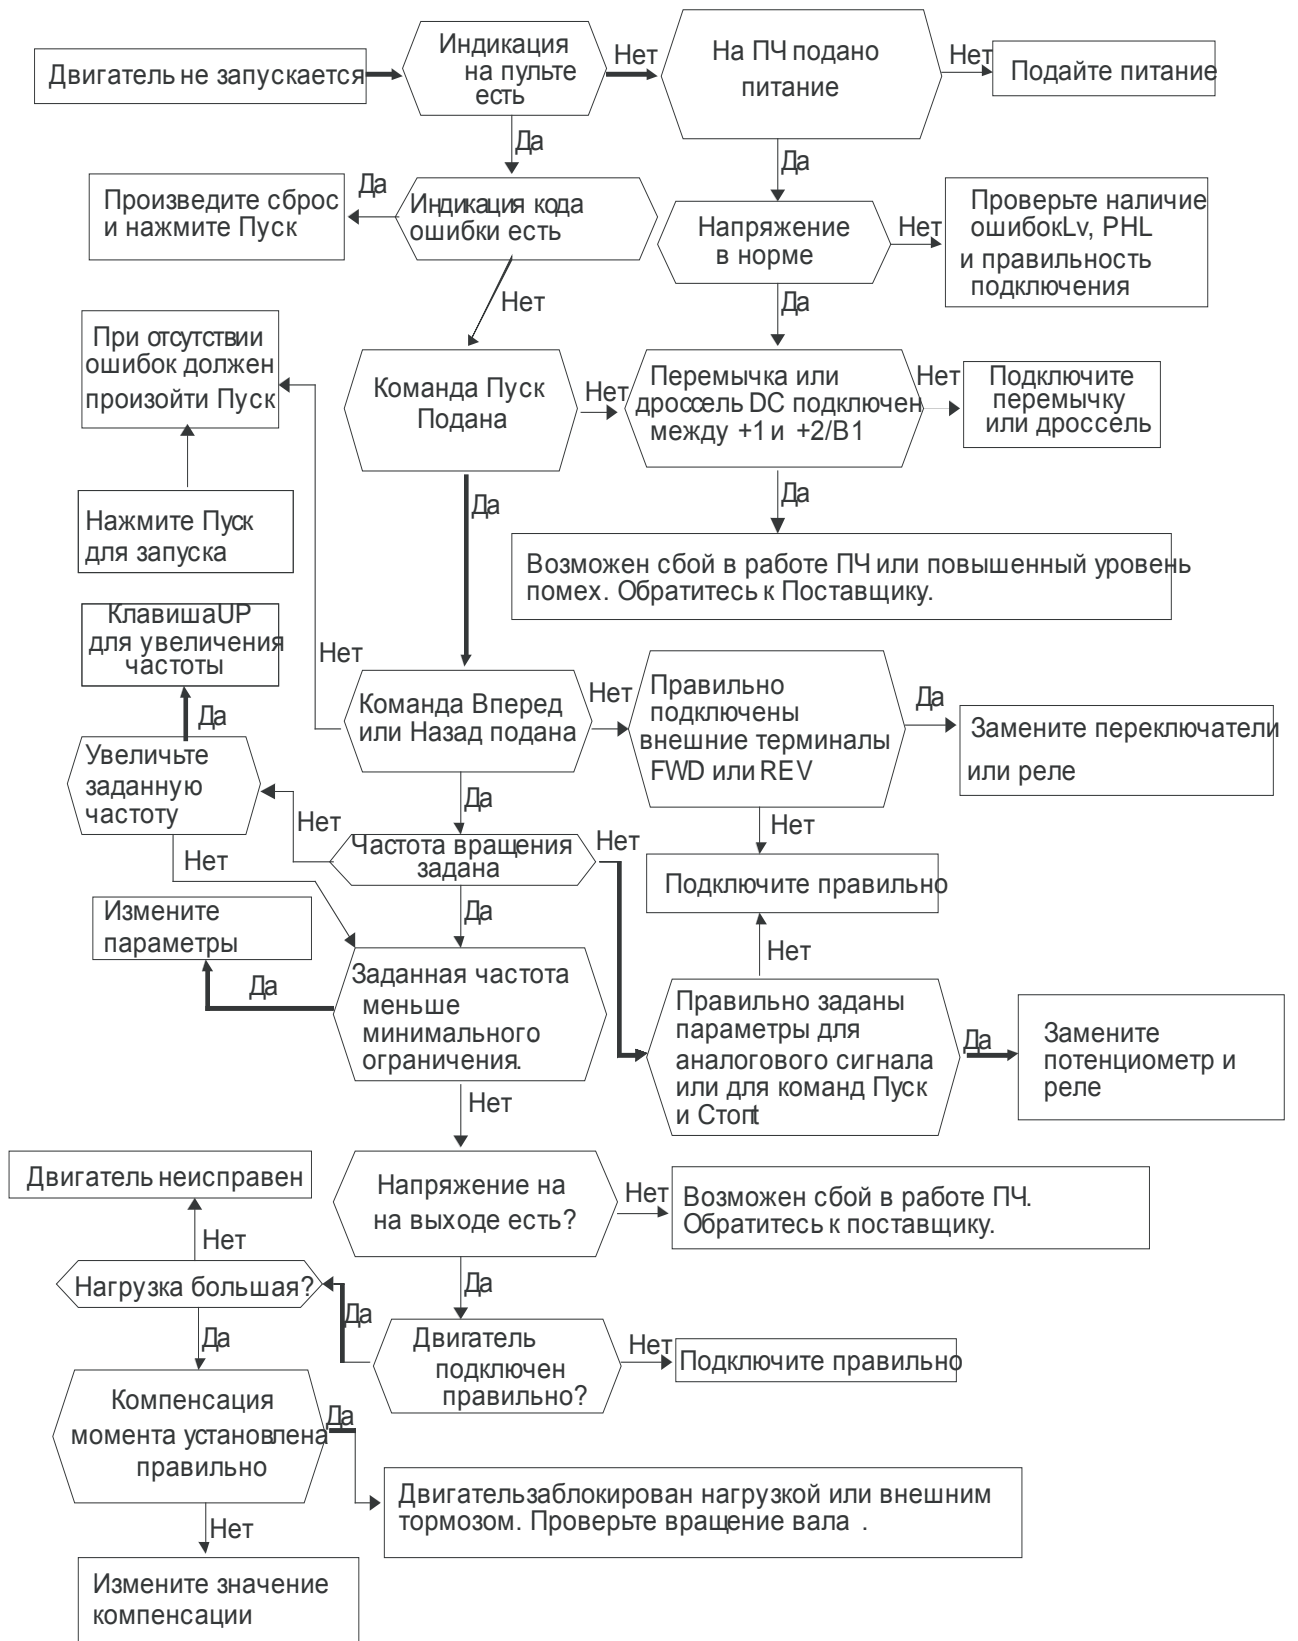 Двигатель не запускается
Индикация
на пульте
есть
Нет
На ПЧ подано
питание
Нет
Подайте питание
Да
Да
Произведите сброс
и нажмите Пуск
Да
Индикация кода
ошибки есть
Напряжение
в норме
Нет
Проверьте наличие
ошибокLv, PHL
и правильность
подключения
Нет
Да
При отсутствии
ошибок должен
произойти Пуск
Команда Пуск
Подана
Нет
Перемычка или
дроссель DC подключен
между +1 и +2/B1
Нет
Подключите
перемычку
или дроссель
Да
Да
Нажмите Пуск
для запуска
Возможен сбой в работе ПЧ или повышенный уровень
помех. Обратитесь к Поставщику.
КлавишаUP
для увеличения
частоты
Нет
Да
Команда Вперед
или Назад подана
Нет
Правильно
подключены
внешние терминалы
FWD или REV
Да
Замените переключатели
или реле
Увеличьте
заданную
частоту
Да
Нет
Нет
Нет
Частота вращения
задана
Нет
Подключите правильно
Да
Нет
Измените
параметры
Да
Заданная частота
меньше
минимального
ограничения.
Правильно заданы
параметры для
аналогового сигнала
или для команд Пуск
и Стопt
Да
Замените
потенциометр и
реле
Нет
Двигатель неисправен
Напряжение на
на выходе есть?
Нет
Возможен сбой в работе ПЧ.
Обратитесь к поставщику.
Нет
Да
Нагрузка большая?
Да
Да
Двигатель
подключен
правильно?
Нет
Подключите правильно
Компенсация
момента установлена
правильно
Да
Двигательзаблокирован нагрузкой или внешним
тормозом. Проверьте вращение вала .
Нет
Измените значение
компенсации